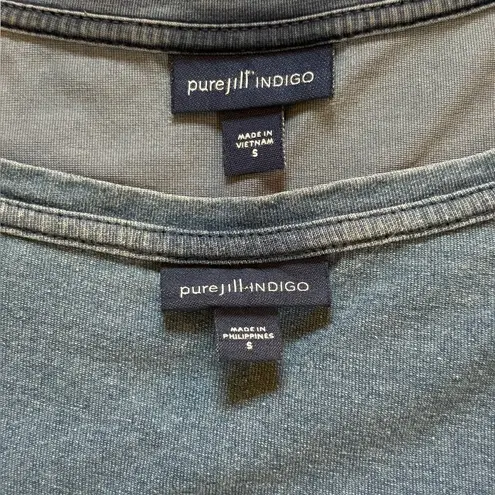 purejill INDIGO
MADE IN
VIETNAM
S
purejill INDIGO
MADE IN
PHILIPPINES
S